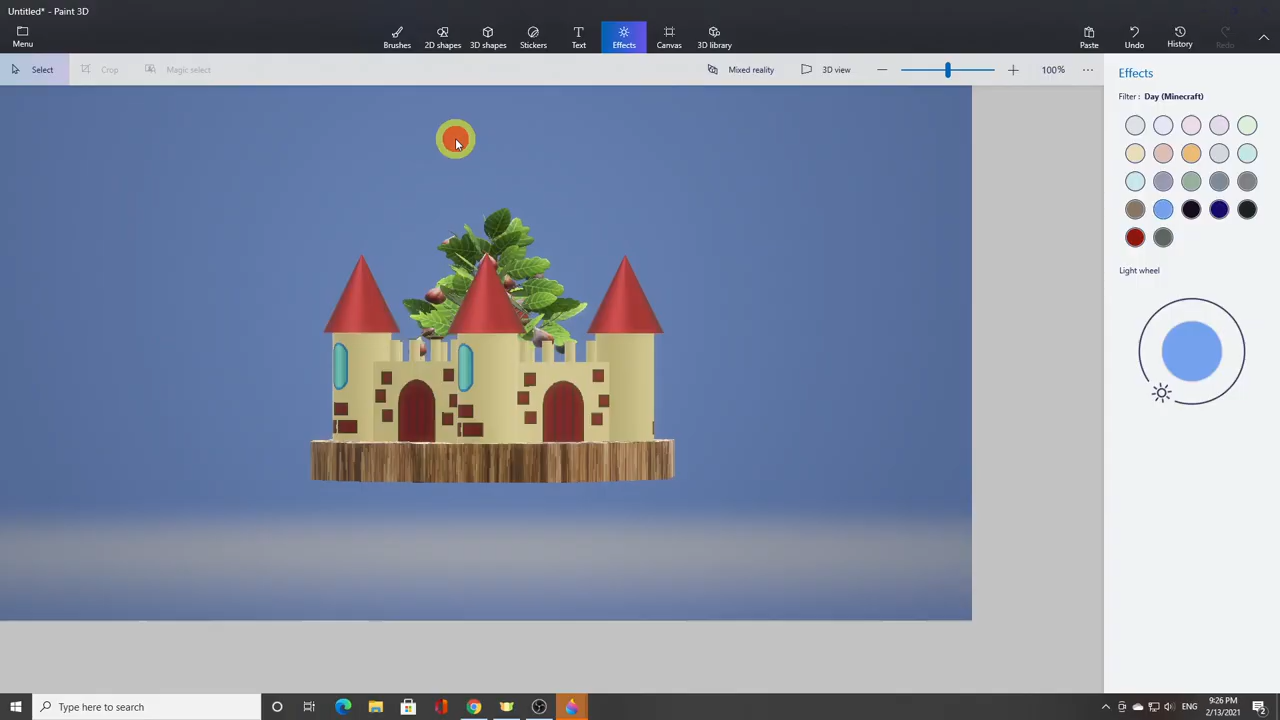 Untitled* - Paint 3D
Menu
Brushes
2D shapes
3D shapes
Stickers
Text
Effects
Canvas
3D library
Paste
Undo
History
Redo
Select
Crop
Magic select
Mixed reality
3D view
100%
Effects
Filter : Day (Minecraft)
Light wheel
Type here to search
ENG
9:26 PM
2/13/2021
2